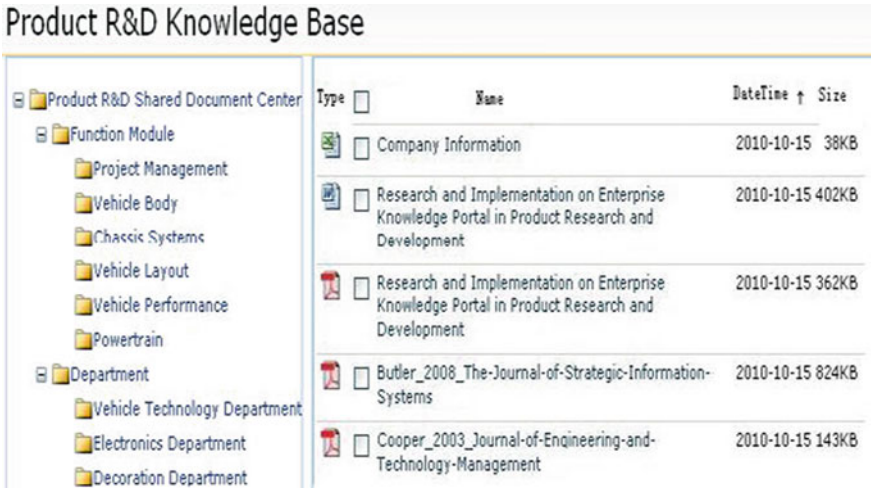 Product R&D Knowledge Base
Product R&D Shared Document Center
Function Module
Project Management
Vehicle Body
Chassis Systems
Vehicle Layout
Vehicle Performance
Powertrain
Department
Vehicle Technology Department
Electronics Department
Decoration Department
Type Name DateTime ↑ Size
Company Information 2010-10-15 38KB
Research and Implementation on Enterprise 2010-10-15 402KB
Knowledge Portal in Product Research and
Development
Research and Implementation on Enterprise 2010-10-15 362KB
Knowledge Portal in Product Research and
Development
Butler_2008_The-Journal-of-Strategic-Information- 2010-10-15 824KB
Systems
Cooper_2003_Journal-of-Engineering-and- 2010-10-15 143KB
Technology-Management